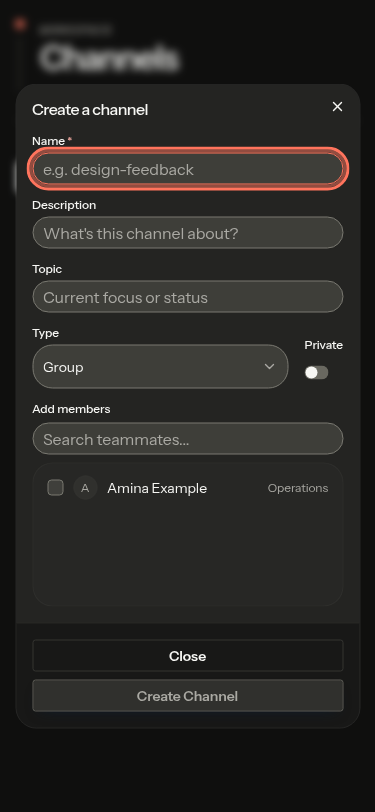 Channels
Create a channel
Name *
e.g. design-feedback
Description
What's this channel about?
Topic
Current focus or status
Type
Private
Group
Add members
Search teammates...
A Amina Example Operations
Close
Create Channel